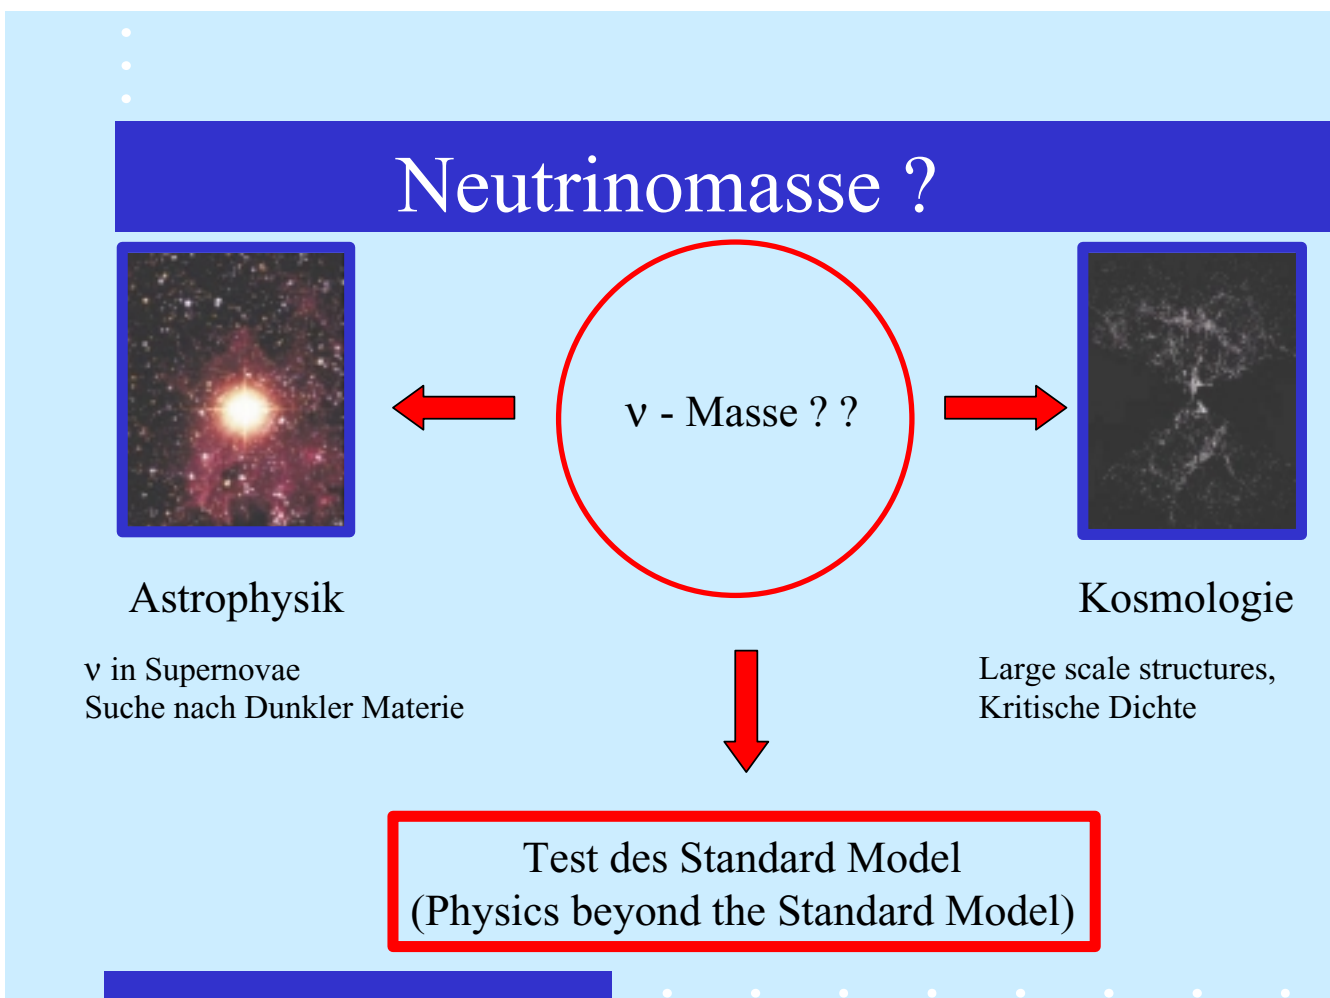 Neutrinomasse ?
ν - Masse ? ?
Astrophysik
ν in Supernovae
Suche nach Dunkler Materie
Kosmologie
Large scale structures,
Kritische Dichte
Test des Standard Model
(Physics beyond the Standard Model)